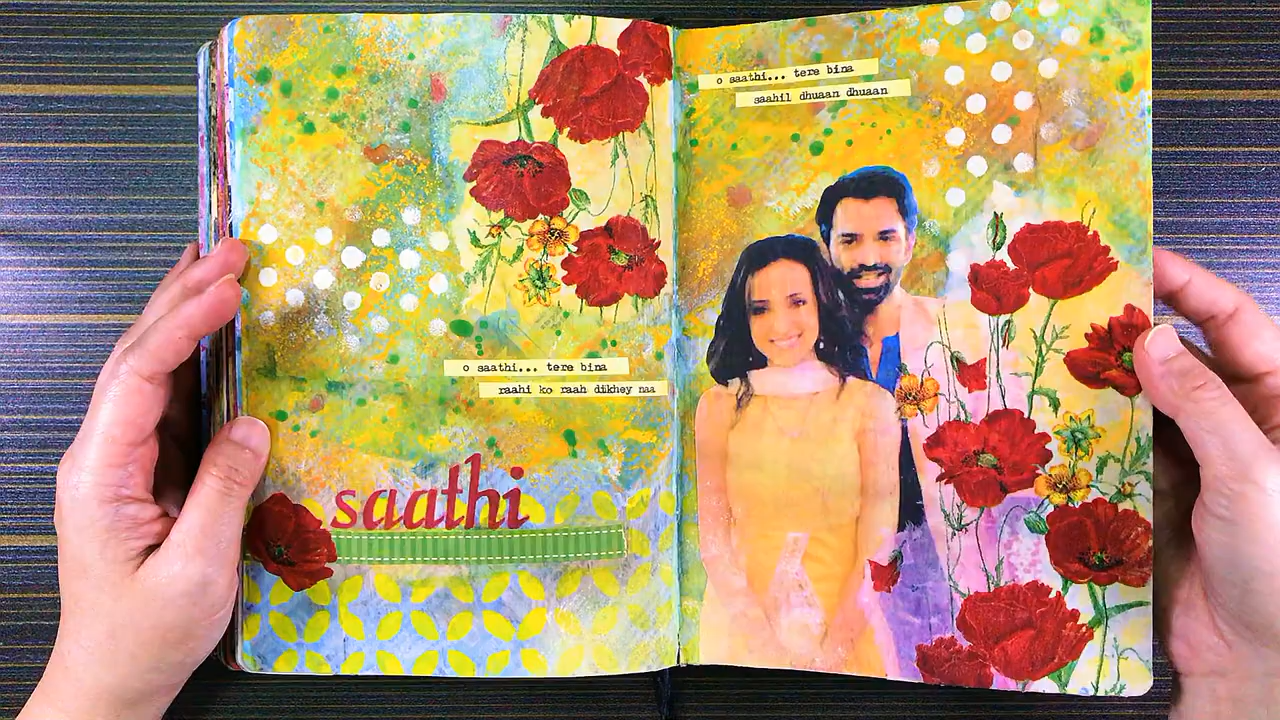 o saathi... tere bina
raahi ko raah dikhey naa
saathi
o saathi... tere bina
saahil dhuaan dhuaan